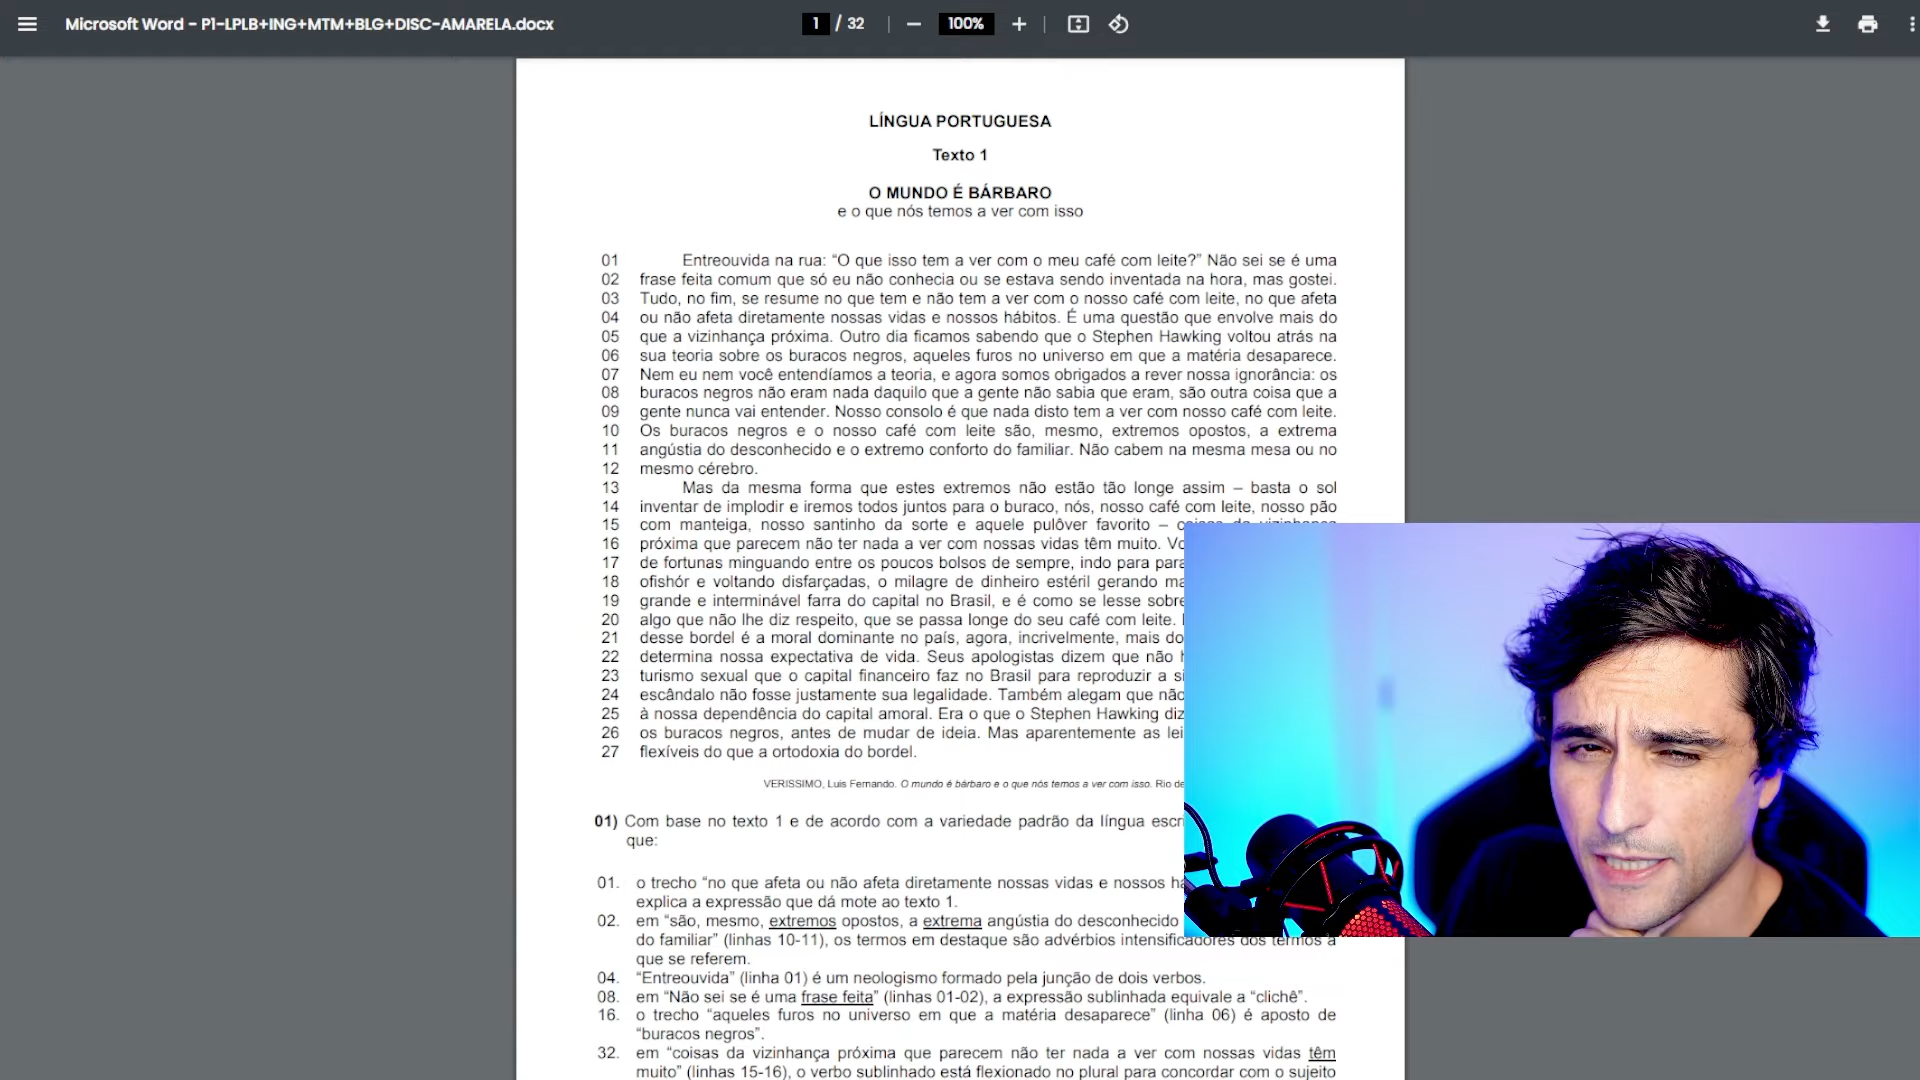 Microsoft Word – P1-LPLB+ING+MTM+BLG+DISC-AMARELA.docx
1 / 32
100%
LÍNGUA PORTUGUESA
Texto 1
O MUNDO É BÁRBARO
e o que nós temos a ver com isso
01 Entreouvida na rua: “O que isso tem a ver com o meu café com leite?” Não sei se é uma
02 frase feita comum que só eu não conhecia ou se estava sendo inventada na hora, mas gostei.
03 Tudo, no fim, se resume no que tem e não tem a ver com o nosso café com leite, no que afeta
04 ou não afeta diretamente nossas vidas e nossos hábitos. É uma questão que envolve mais do
05 que a vizinhança próxima. Outro dia ficamos sabendo que o Stephen Hawking voltou atrás na
06 sua teoria sobre os buracos negros, aqueles furos no universo em que a matéria desaparece.
07 Nem eu nem você entendíamos a teoria, e agora somos obrigados a rever nossa ignorância: os
08 buracos negros não eram nada daquilo que a gente não sabia que eram, são outra coisa que a
09 gente nunca vai entender. Nosso consolo é que nada disto tem a ver com nosso café com leite.
10 Os buracos negros e o nosso café com leite são, mesmo, extremos opostos, a extrema
11 angústia do desconhecido e o extremo conforto do familiar. Não cabem na mesma mesa ou no
12 mesmo cérebro.
13 Mas da mesma forma que estes extremos não estão tão longe assim – basta o sol
14 inventar de implodir e iremos todos juntos para o buraco, nós, nosso café com leite, nosso pão
15 com manteiga, nosso santinho da sorte e aquele pulôver favorito –
16 próxima que parecem não ter nada a ver com nossas vidas têm muito.
17 de fortunas minguando entre os poucos bolsos de sempre, indo para
18 ofishór e voltando disfarçadas, o milagre de dinheiro estéril gerando
19 grande e interminável farra do capital no Brasil, e é como se lesse sobre
20 algo que não lhe diz respeito, que se passa longe do seu café com leite.
21 desse bordel é a moral dominante no país, agora, incrivelmente, mais do
22 determina nossa expectativa de vida. Seus apologistas dizem que não
23 turismo sexual que o capital financeiro faz no Brasil para reproduzir a
24 escândalo não fosse justamente sua legalidade. Também alegam que não
25 à nossa dependência do capital amoral. Era o que o Stephen Hawking
26 os buracos negros, antes de mudar de ideia. Mas aparentemente as
27 flexíveis do que a ortodoxia do bordel.
VERISSIMO, Luis Fernando. O mundo é bárbaro e o que nós temos a ver com isso. Rio de
01) Com base no texto 1 e de acordo com a variedade padrão da língua
que:
01. o trecho “no que afeta ou não afeta diretamente nossas vidas e nossos
explica a expressão que dá mote ao texto 1.
02. em “são, mesmo, extremos opostos, a extrema angústia do desconhecido
do familiar” (linhas 10-11), os termos em destaque são advérbios intensificadores dos termos a
que se referem.
04. “Entreouvida” (linha 01) é um neologismo formado pela junção de dois verbos.
08. em “Não sei se é uma frase feita” (linhas 01-02), a expressão sublinhada equivale a “clichê”.
16. o trecho “aqueles furos no universo em que a matéria desaparece” (linha 06) é aposto de
“buracos negros”.
32. em “coisas da vizinhança próxima que parecem não ter nada a ver com nossas vidas têm
muito” (linhas 15-16), o verbo sublinhado está flexionado no plural para concordar com o sujeito